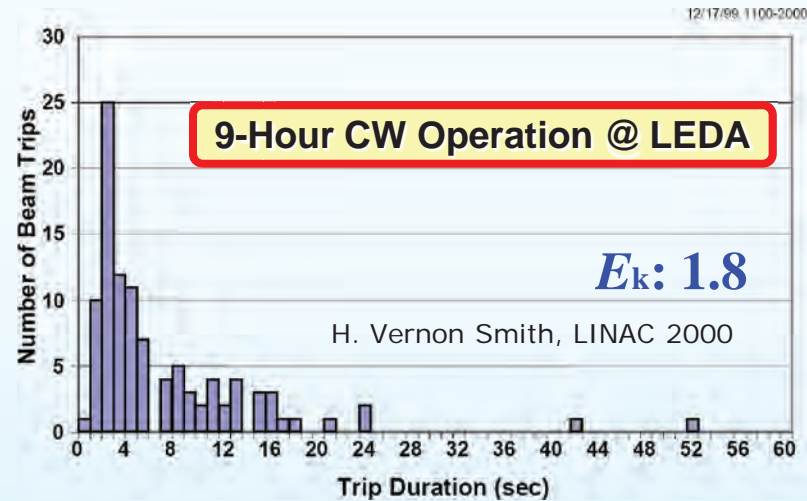 12/17/99, 1100-2000
30
25
20
15
10
5
0
Number of Beam Trips
9-Hour CW Operation @ LEDA
Ek: 1.8
H. Vernon Smith, LINAC 2000
0 4 8 12 16 20 24 28 32 36 40 44 48 52 56 60
Trip Duration (sec)